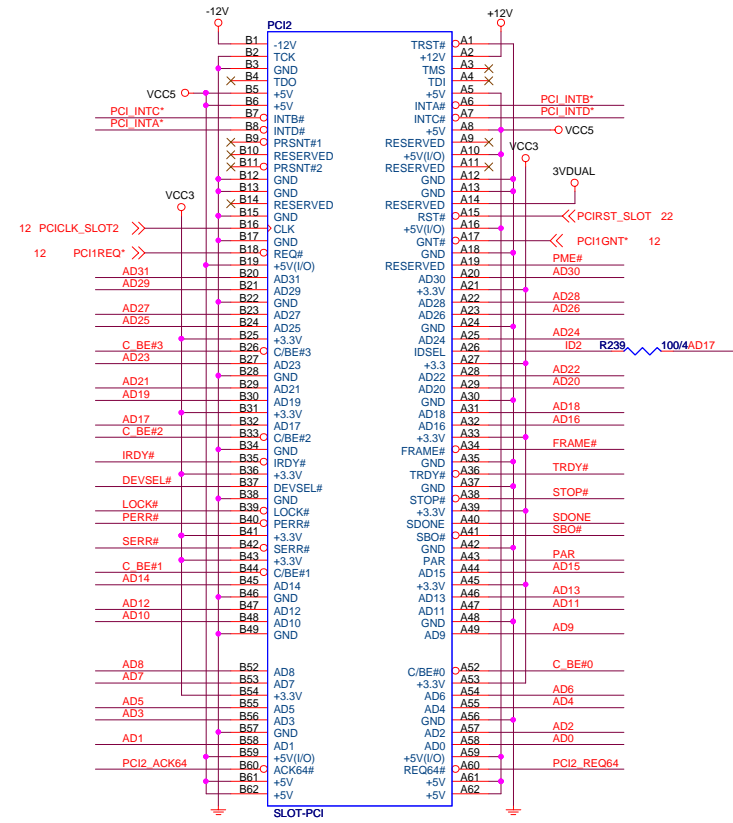 -12V +12V
PCI2
B1 -12V TRST# A1
B2 TCK +12V A2
B3 GND TMS A3
B4 TDO TDI A4
VCC5 B5 +5V +5V A5
B6 +5V INTA# A6 PCI_INTB*
PCI_INTC* B7 INTB# INTC# A7 PCI_INTD*
PCI_INTA* B8 INTD# +5V A8 VCC5
B9 PRSNT#1 RESERVED A9
B10 RESERVED +5V(I/O) A10
B11 PRSNT#2 RESERVED A11 VCC3
B12 GND GND A12
B13 GND GND A13 3VDUAL
VCC3 B14 RESERVED RESERVED A14
B15 GND RST# A15 PCIRST_SLOT 22
12 PCICLK_SLOT2 B16 CLK +5V(I/O) A16
B17 GND GNT# A17 PCI1GNT* 12
12 PCI1REQ* B18 REQ# GND A18
B19 +5V(I/O) RESERVED A19 PME#
AD31 B20 AD31 AD30 A20 AD30
AD29 B21 AD29 +3.3V A21
B22 GND AD28 A22 AD28
AD27 B23 AD27 AD26 A23 AD26
AD25 B24 AD25 GND A24
B25 +3.3V AD24 A25 AD24
C_BE#3 B26 C/BE#3 IDSEL A26 ID2 R239 100/4 AD17
AD23 B27 AD23 +3.3 A27
B28 GND AD22 A28 AD22
AD21 B29 AD21 AD20 A29 AD20
AD19 B30 AD19 GND A30
B31 +3.3V AD18 A31 AD18
AD17 B32 AD17 AD16 A32 AD16
C_BE#2 B33 C/BE#2 +3.3V A33
B34 GND FRAME# A34 FRAME#
IRDY# B35 IRDY# GND A35
B36 +3.3V TRDY# A36 TRDY#
DEVSEL# B37 DEVSEL# GND A37
B38 GND STOP# A38 STOP#
LOCK# B39 LOCK# +3.3V A39
PERR# B40 PERR# SDONE A40 SDONE
B41 +3.3V SBO# A41 SBO#
SERR# B42 SERR# GND A42
B43 +3.3V PAR A43 PAR
C_BE#1 B44 C/BE#1 AD15 A44 AD15
AD14 B45 AD14 +3.3V A45
B46 GND AD13 A46 AD13
AD12 B47 AD12 AD11 A47 AD11
AD10 B48 AD10 GND A48
B49 GND AD9 A49 AD9
AD8 B52 AD8 C/BE#0 A52 C_BE#0
AD7 B53 AD7 +3.3V A53
B54 +3.3V AD6 A54 AD6
AD5 B55 AD5 AD4 A55 AD4
AD3 B56 AD3 GND A56
B57 GND AD2 A57 AD2
AD1 B58 AD1 AD0 A58 AD0
B59 +5V(I/O) +5V(I/O) A59
PCI2_ACK64 B60 ACK64# REQ64# A60 PCI2_REQ64
B61 +5V +5V A61
B62 +5V +5V A62
SLOT-PCI